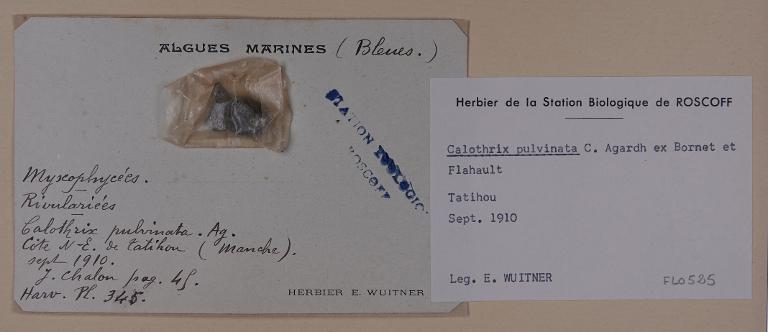 ALGUES MARINES (Bleues.)
STATION ZOOLOGIQ
ROSCOFF
Myxophycées.
Rivulariées
Calothrix pulvinata. Ag.
Côte N-E. de Tatihou (Manche).
sept 1910.
J. Chalon pag. 45.
Harv. Pl. 345.
HERBIER E. WUITNER
Herbier de la Station Biologique de ROSCOFF
Calothrix pulvinata C. Agardh ex Bornet et
Flahault
Tatihou
Sept. 1910
Leg. E. WUITNER
FLO585